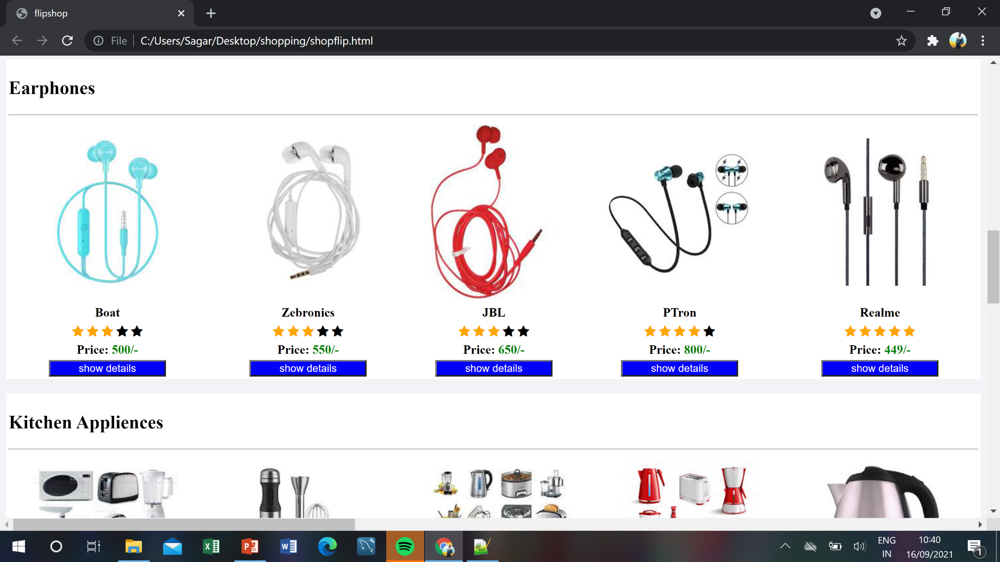 flipshop
File
C:/Users/Sagar/Desktop/shopping/shopflip.html
Earphones
Boat
Zebronics
JBL
PTron
Realme
Price: 500/-
Price: 550/-
Price: 650/-
Price: 800/-
Price: 449/-
show details
show details
show details
show details
show details
Kitchen Appliences
ENG
IN
10:40
16/09/2021
1